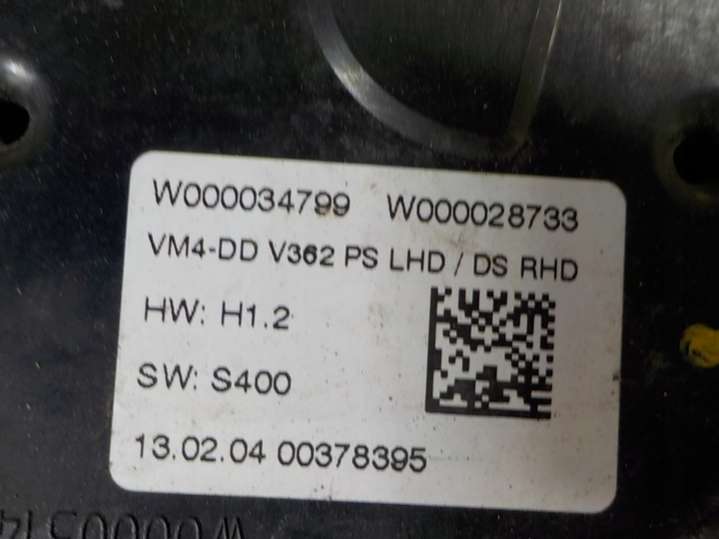 W000034799 W000028733
VM4-DD V362 PS LHD / DS RHD
HW: H1.2
SW: S400
13.02.04 00378395